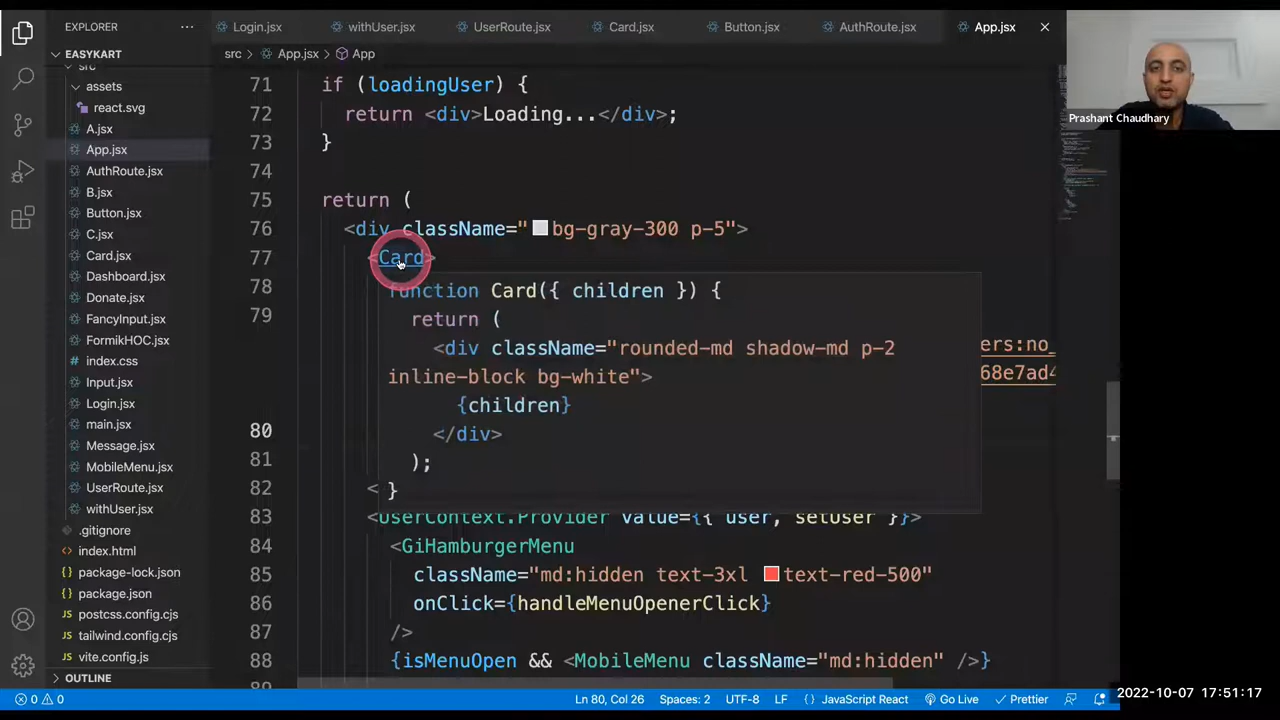 EXPLORER
Login.jsx
withUser.jsx
UserRoute.jsx
Card.jsx
Button.jsx
AuthRoute.jsx
App.jsx
EASYKART
src > App.jsx > App
src
assets
react.svg
A.jsx
App.jsx
AuthRoute.jsx
B.jsx
Button.jsx
C.jsx
Card.jsx
Dashboard.jsx
Donate.jsx
FancyInput.jsx
FormikHOC.jsx
index.css
Input.jsx
Login.jsx
main.jsx
Message.jsx
MobileMenu.jsx
UserRoute.jsx
withUser.jsx
.gitignore
index.html
package-lock.json
package.json
postcss.config.cjs
tailwind.config.cjs
vite.config.js
OUTLINE
71 if (loadingUser) {
72 return <div>Loading...</div>;
73 }
74
75 return (
76 <div className="bg-gray-300 p-5">
77 <Card>
78 function Card({ children }) {
79 return (
<div className="rounded-md shadow-md p-2
ers:no_
inline-block bg-white">
68e7ad4
{children}
80 </div>
81 );
82 < }
83 <UserContext.Provider value={{ user, setUser }}>
84 <GiHamburgerMenu
85 className="md:hidden text-3xl text-red-500"
86 onClick={handleMenuOpenerClick}
87 />
88 {isMenuOpen && <MobileMenu className="md:hidden" />}
89
Prashant Chaudhary
0 0
Ln 80, Col 26
Spaces: 2
UTF-8
LF
{ } JavaScript React
Go Live
Prettier
2022-10-07 17:51:17